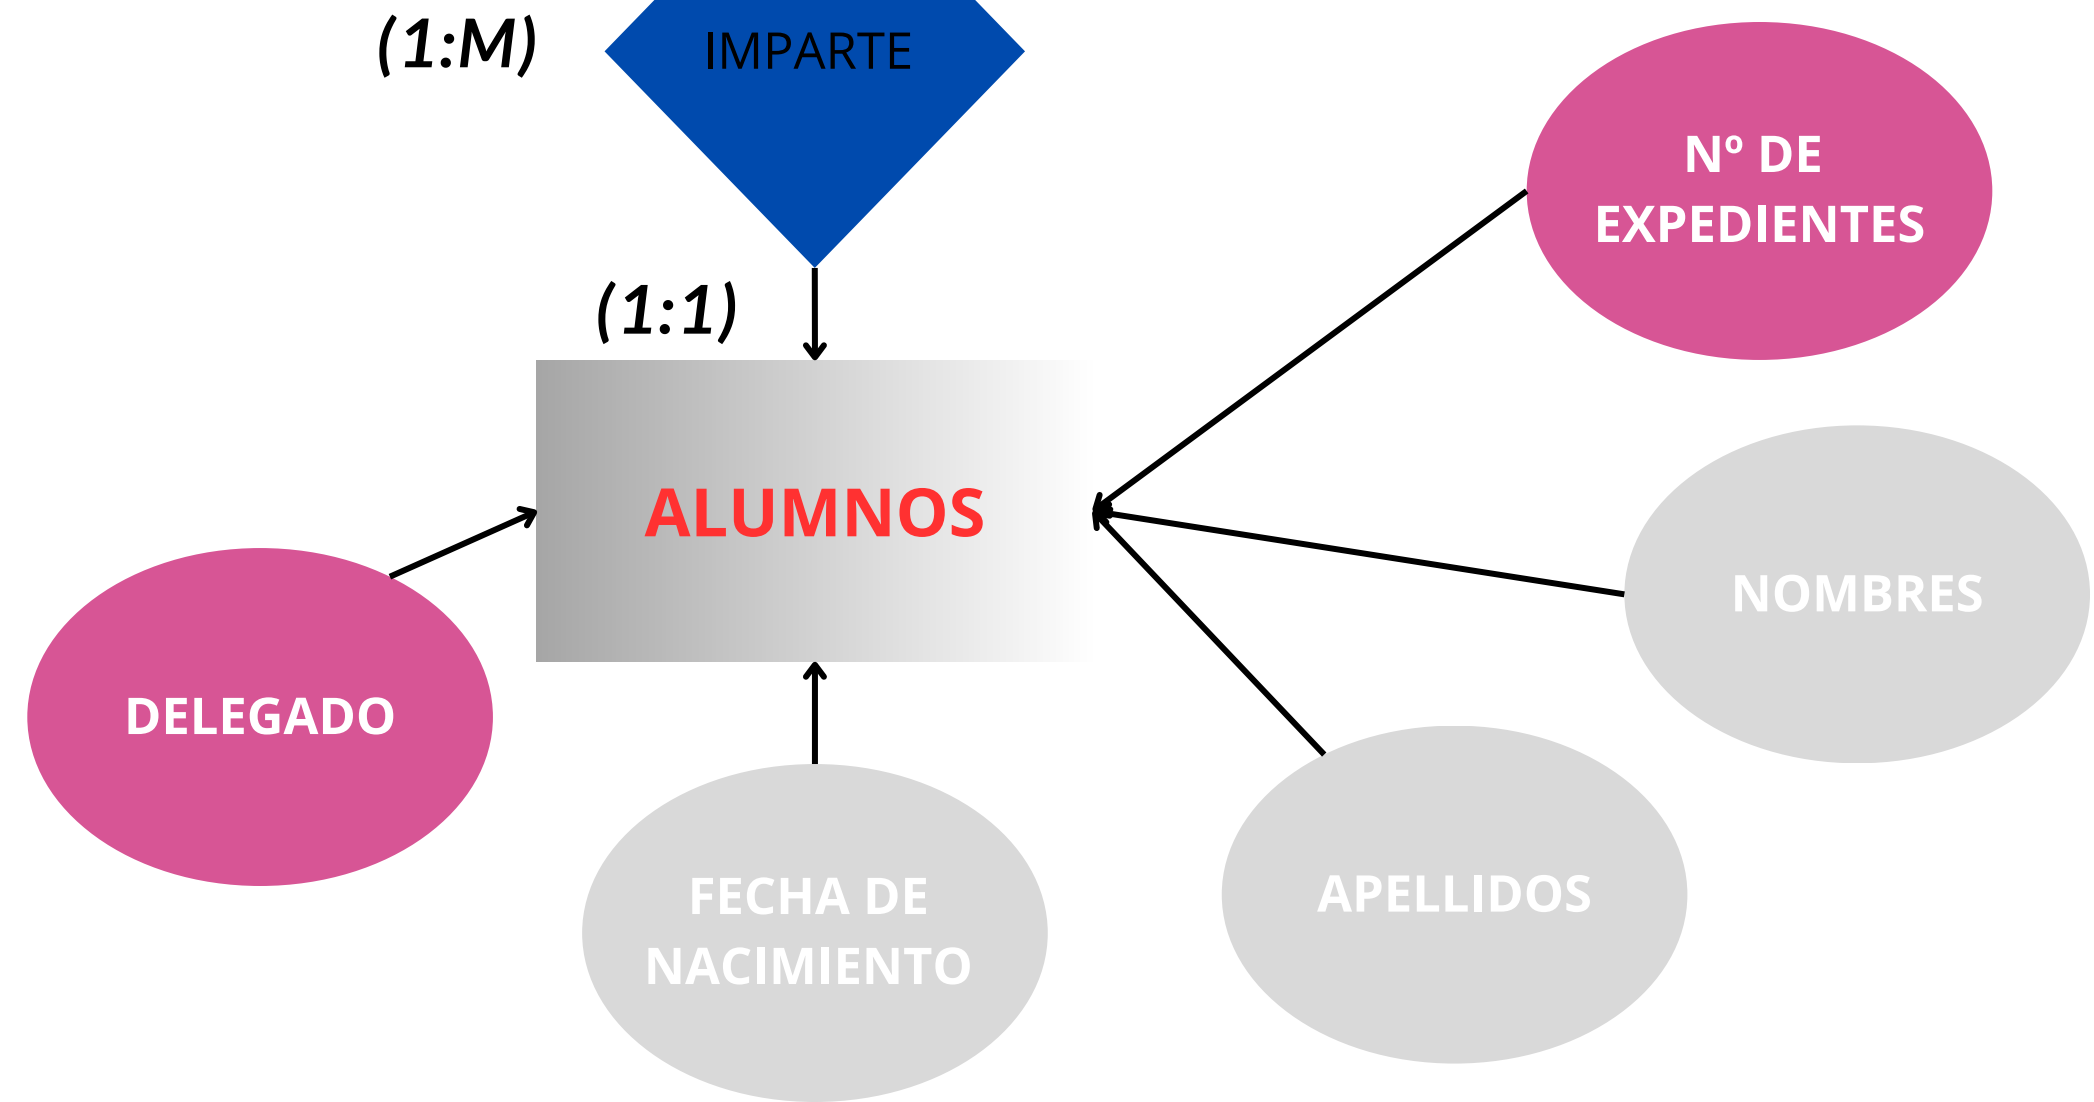 (1:M)
IMPARTE
Nº DE
EXPEDIENTES
(1:1)
ALUMNOS
NOMBRES
DELEGADO
FECHA DE
NACIMIENTO
APELLIDOS